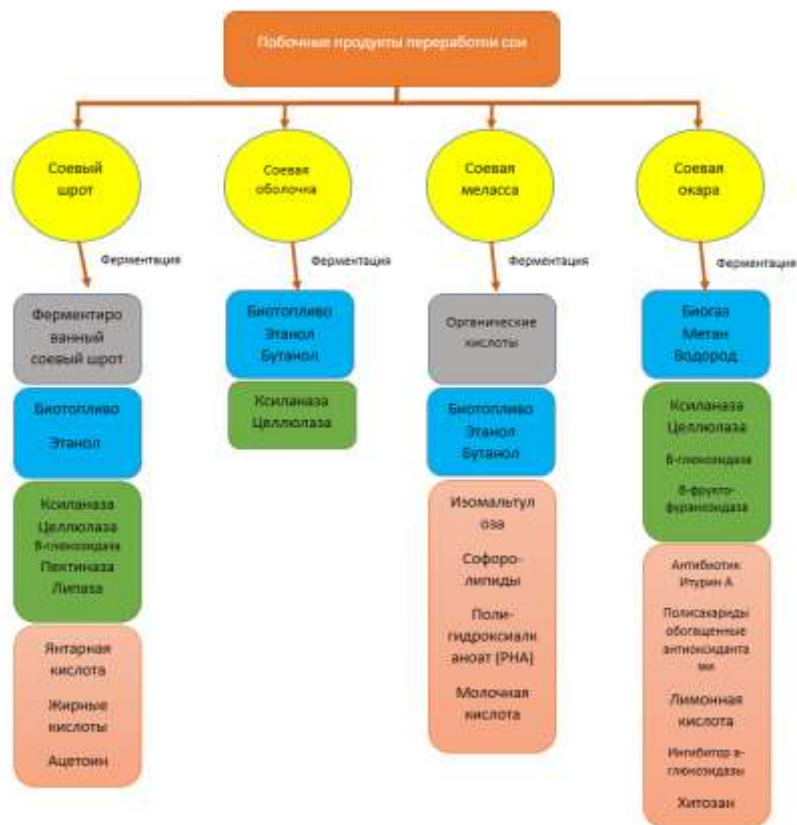 Побочные продукты переработки сои
Соевый
шрот
Ферментация
Ферментиро
ванный
соевый шрот
Биотопливо
Этанол
Ксиланаза
Целлюлаза
В-глюкозидаза
Пектиназа
Липаза
Янтарная
кислота
Жирные
кислоты
Ацетоин
Соевая
оболочка
Ферментация
Биотопливо
Этанол
Бутанол
Ксиланаза
Целлюлаза
Соевая
меласса
Ферментация
Органические
кислоты
Биотопливо
Этанол
Бутанол
Изомальтул
оза
Софоро-
липиды
Поли-
гидроксиалк
аноат (PHA)
Молочная
кислота
Соевая
окара
Ферментация
Биогаз
Метан
Водород
Ксиланаза
Целлюлаза
В-глюкозидаза
В-фрукто-
фуранозидаза
Антибиотик
Итурин А
Полисахариды
обогащенные
антиоксиданта
ми
Лимонная
кислота
Ингибитор а-
глюкозидазы
Хитозан